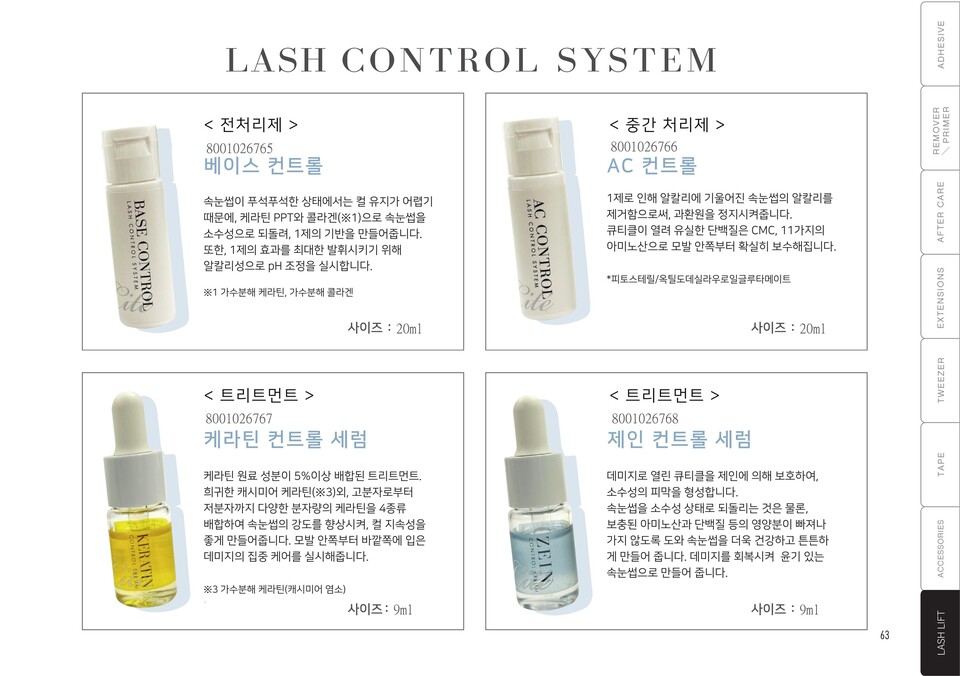 LASH CONTROL SYSTEM
< 전처리제 >
8001026765
베이스 컨트롤
속눈썹이 푸석푸석한 상태에서는 컬 유지가 어렵기
때문에, 케라틴 PPT와 콜라겐(※1)으로 속눈썹을
소수성으로 되돌려, 1제의 기반을 만들어줍니다.
또한, 1제의 효과를 최대한 발휘시키기 위해
알칼리성으로 pH 조정을 실시합니다.
※1 가수분해 케라틴, 가수분해 콜라겐
사이즈 : 20ml
BASE CONTROL
LASH CONTROL SYSTEM
< 중간 처리제 >
8001026766
AC 컨트롤
1제로 인해 알칼리에 기울어진 속눈썹의 알칼리를
제거함으로써, 과환원을 정지시켜줍니다.
큐티클이 열려 유실한 단백질은 CMC, 11가지의
아미노산으로 모발 안쪽부터 확실히 보수해집니다.
*피토스테릴/옥틸도데실라우로일글루타메이트
사이즈 : 20ml
AC CONTROL
LASH CONTROL SYSTEM
< 트리트먼트 >
8001026767
케라틴 컨트롤 세럼
케라틴 원료 성분이 5%이상 배합된 트리트먼트.
희귀한 캐시미어 케라틴(※3)외, 고분자로부터
저분자까지 다양한 분자량의 케라틴을 4종류
배합하여 속눈썹의 강도를 향상시켜, 컬 지속성을
좋게 만들어줍니다. 모발 안쪽부터 바깥쪽에 입은
데미지의 집중 케어를 실시해줍니다.
※3 가수분해 케라틴(캐시미어 염소)
사이즈 : 9ml
KERATIN
CONTROL SERUM
< 트리트먼트 >
8001026768
제인 컨트롤 세럼
데미지로 열린 큐티클을 제인에 의해 보호하여,
소수성의 피막을 형성합니다.
속눈썹을 소수성 상태로 되돌리는 것은 물론,
보충된 아미노산과 단백질 등의 영양분이 빠져나
가지 않도록 도와 속눈썹을 더욱 건강하고 튼튼하
게 만들어 줍니다. 데미지를 회복시켜 윤기 있는
속눈썹으로 만들어 줍니다.
사이즈 : 9ml
ZEIN
CONTROL SERUM
63
ADHESIVE
REMOVER
／ PRIMER
AFTER CARE
EXTENSIONS
TWEEZER
TAPE
ACCESSORIES
LASH LIFT